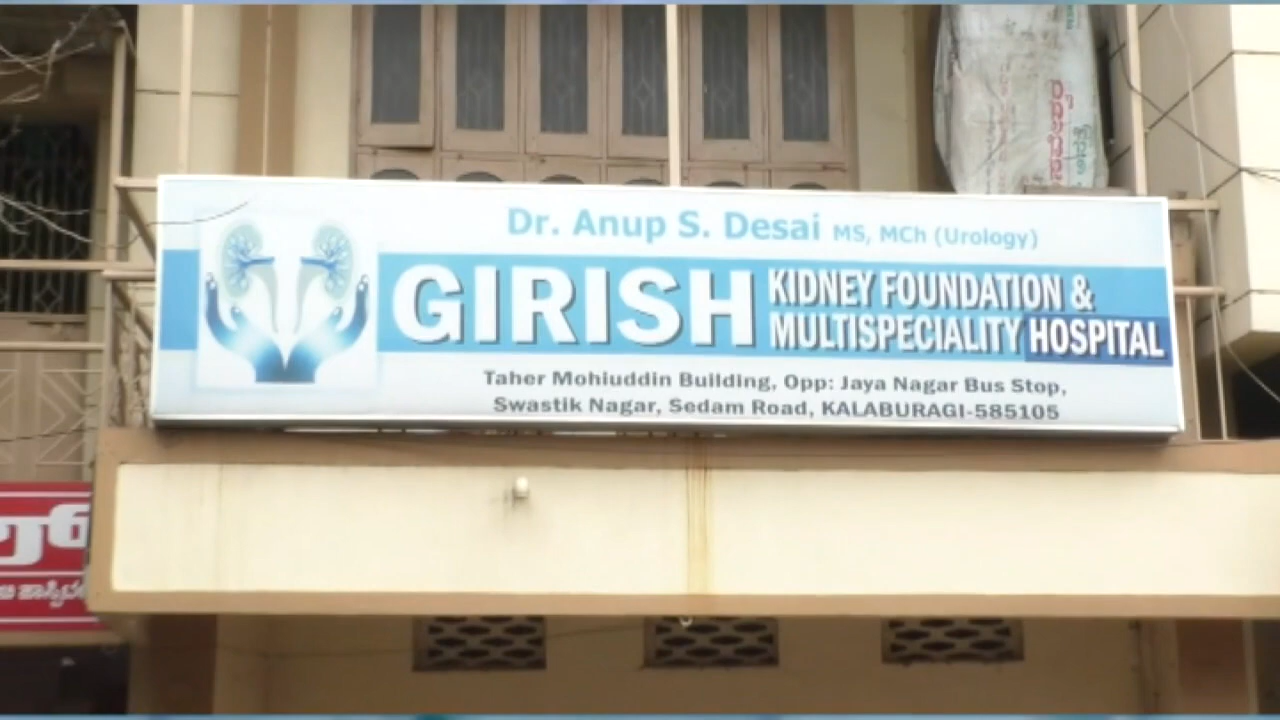 Dr. Anup S. Desai MS, MCh (Urology)
GIRISH KIDNEY FOUNDATION &
MULTISPECIALITY HOSPITAL
Taher Mohiuddin Building, Opp: Jaya Nagar Bus Stop,
Swastik Nagar, Sedam Road, KALABURAGI-585105